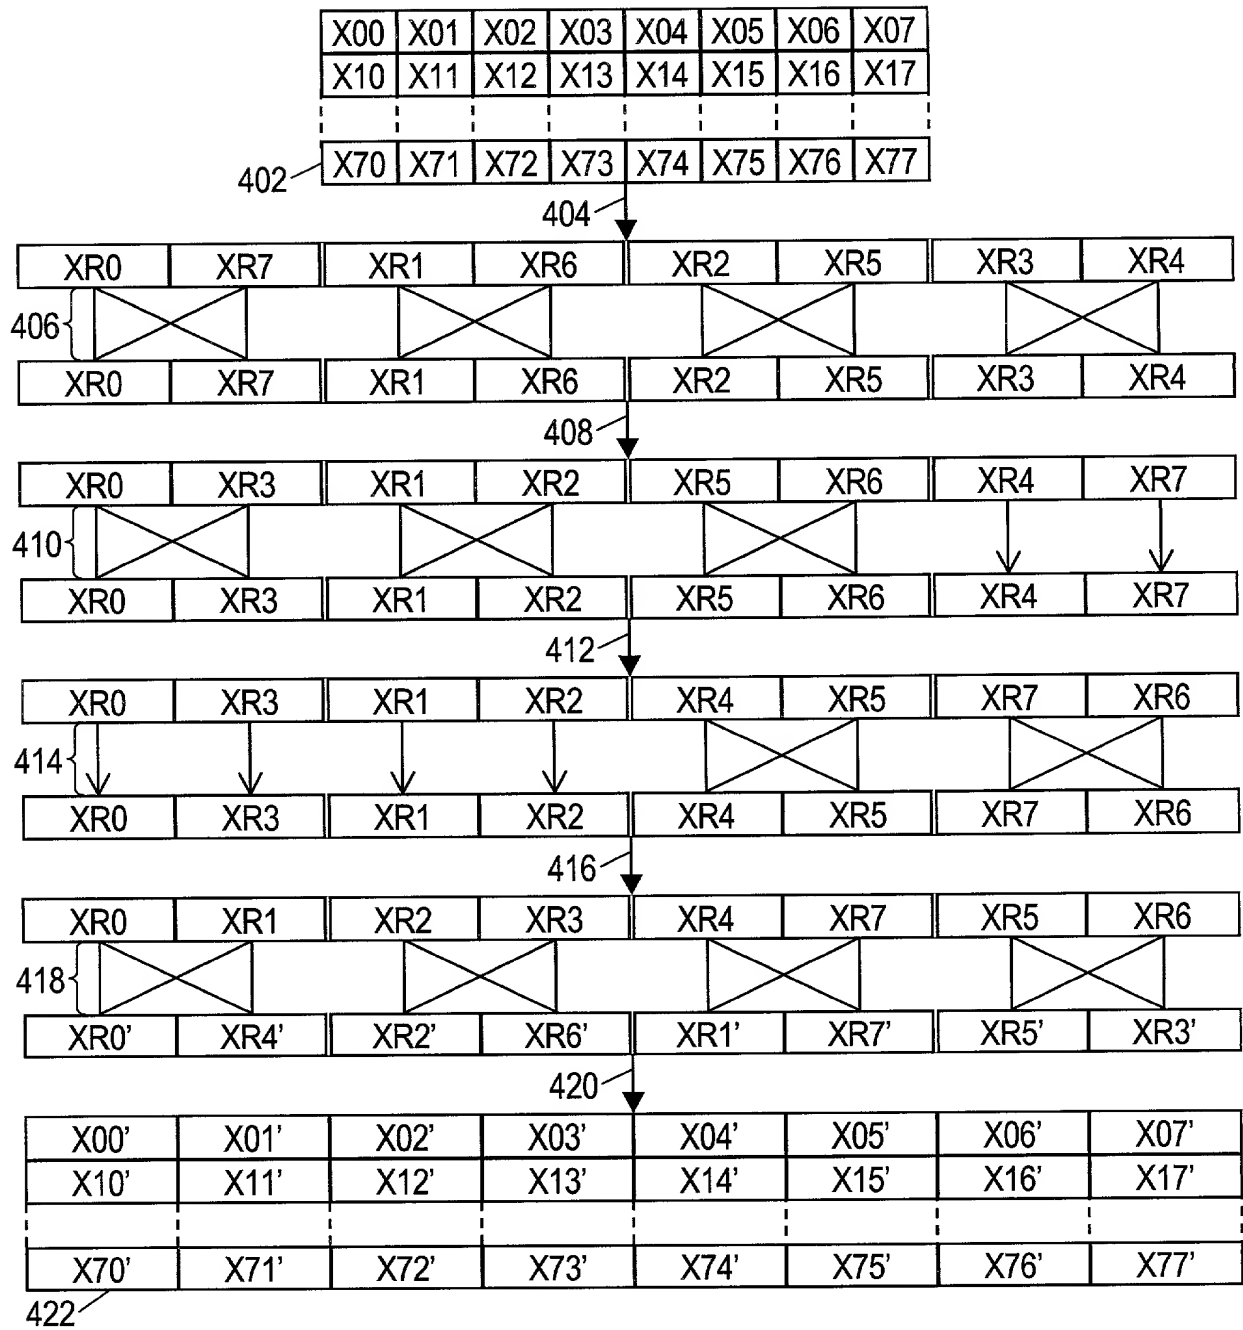 X00 X01 X02 X03 X04 X05 X06 X07
X10 X11 X12 X13 X14 X15 X16 X17
X70 X71 X72 X73 X74 X75 X76 X77
402
404
XR0 XR7 XR1 XR6 XR2 XR5 XR3 XR4
406
XR0 XR7 XR1 XR6 XR2 XR5 XR3 XR4
408
XR0 XR3 XR1 XR2 XR5 XR6 XR4 XR7
410
XR0 XR3 XR1 XR2 XR5 XR6 XR4 XR7
412
XR0 XR3 XR1 XR2 XR4 XR5 XR7 XR6
414
XR0 XR3 XR1 XR2 XR4 XR5 XR7 XR6
416
XR0 XR1 XR2 XR3 XR4 XR7 XR5 XR6
418
XR0’ XR4’ XR2’ XR6’ XR1’ XR7’ XR5’ XR3’
420
X00’ X01’ X02’ X03’ X04’ X05’ X06’ X07’
X10’ X11’ X12’ X13’ X14’ X15’ X16’ X17’
X70’ X71’ X72’ X73’ X74’ X75’ X76’ X77’
422